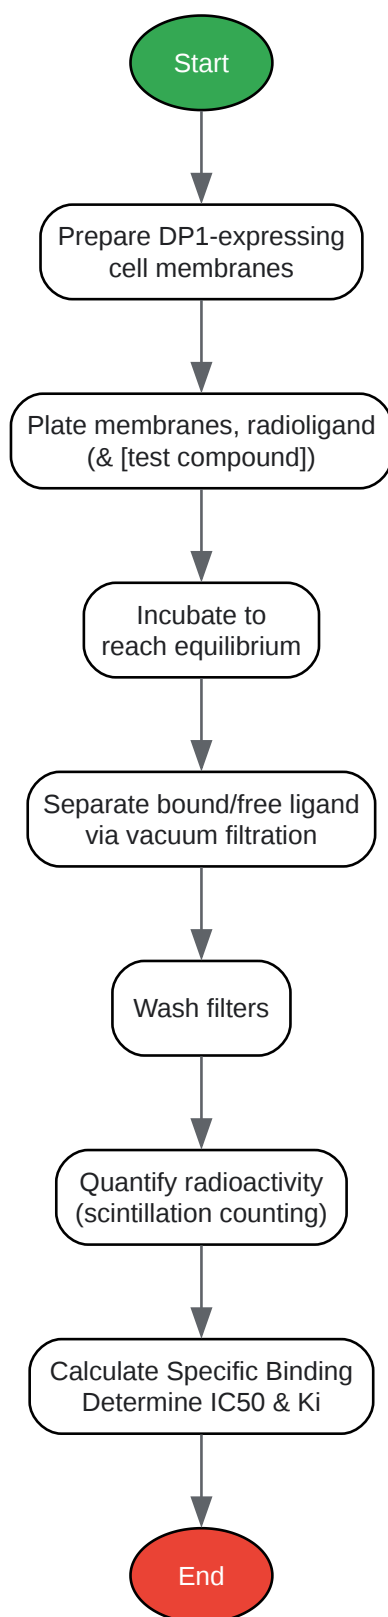 Start
Prepare DP1-expressing
cell membranes
Plate membranes, radioligand
(& [test compound])
Incubate to
reach equilibrium
Separate bound/free ligand
via vacuum filtration
Wash filters
Quantify radioactivity
(scintillation counting)
Calculate Specific Binding
Determine IC50 & Ki
End